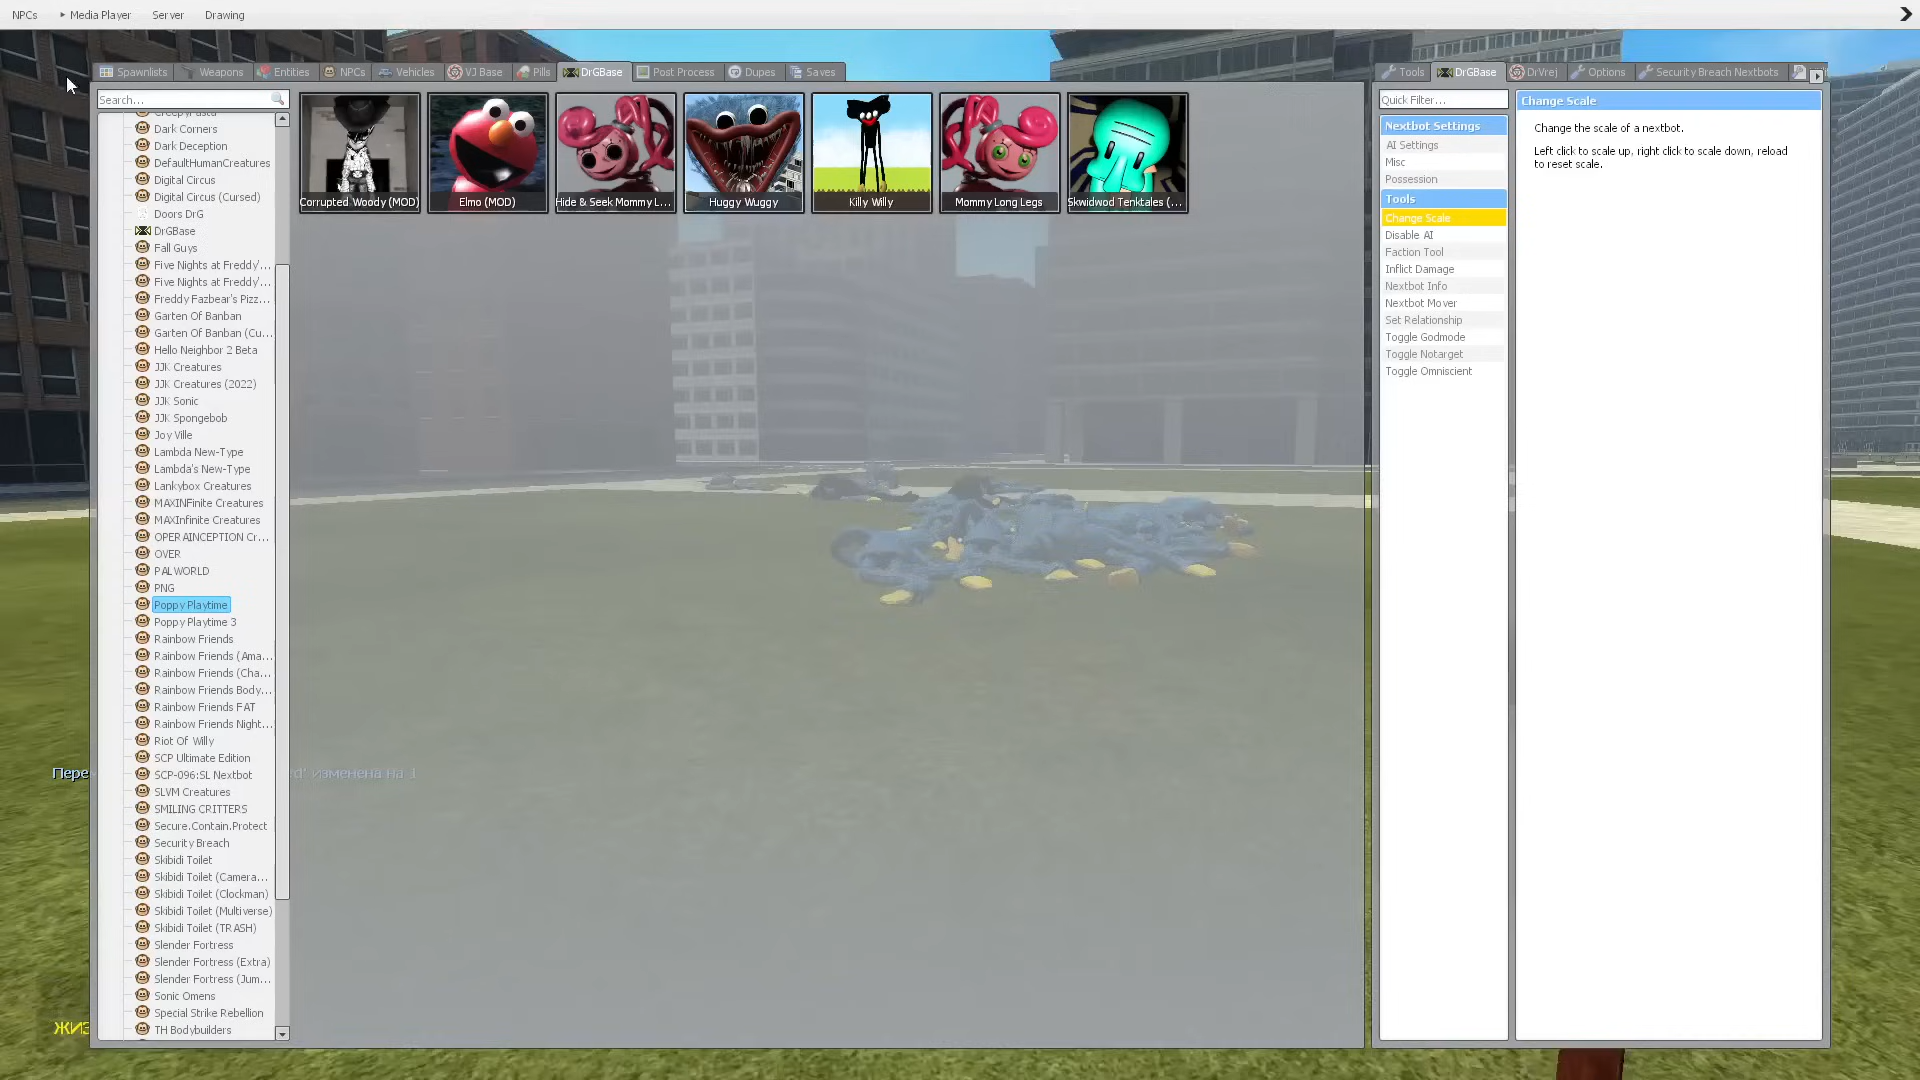 NPCs Media Player Server Drawing
Spawnlists Weapons Entities NPCs Vehicles VJ Base Pills DrGBase Post Process Dupes Saves
Search...
Dark Corners
Dark Deception
DefaultHumanCreatures
Digital Circus
Digital Circus (Cursed)
Doors DrG
DrGBase
Fall Guys
Five Nights at Freddy'...
Five Nights at Freddy'...
Freddy Fazbear's Pizz...
Garten Of Banban
Garten Of Banban (Cu...
Hello Neighbor 2 Beta
JJK Creatures
JJK Creatures (2022)
JJK Sonic
JJK Spongebob
Joy Ville
Lambda New-Type
Lambda's New-Type
Lankybox Creatures
MAXINFinite Creatures
MAXInfinite Creatures
OPERAINCEPTION Cr...
OVER
PALWORLD
PNG
Poppy Playtime
Poppy Playtime 3
Rainbow Friends
Rainbow Friends (Ama...
Rainbow Friends (Cha...
Rainbow Friends Body...
Rainbow Friends FAT
Rainbow Friends Night...
Riot Of Willy
SCP Ultimate Edition
SCP-096:SL Nextbot
SLVM Creatures
SMILING CRITTERS
Secure.Contain.Protect
Security Breach
Skibidi Toilet
Skibidi Toilet (Camera...
Skibidi Toilet (Clockman)
Skibidi Toilet (Multiverse)
Skibidi Toilet (TRASH)
Slender Fortress
Slender Fortress (Extra)
Slender Fortress (Jum...
Sonic Omens
Special Strike Rebellion
TH Bodybuilders
Corrupted Woody (MOD) Elmo (MOD) Hide & Seek Mommy L... Huggy Wuggy Killy Willy Mommy Long Legs Skwidwod Tenktales (...
Пере
d" изменена на 1
ЖИЗ
Tools DrGBase DrVrej Options Security Breach Nextbots
Quick Filter...
Nextbot Settings
AI Settings
Misc
Possession
Tools
Change Scale
Disable AI
Faction Tool
Inflict Damage
Nextbot Info
Nextbot Mover
Set Relationship
Toggle Godmode
Toggle Notarget
Toggle Omniscient
Change Scale
Change the scale of a nextbot.
Left click to scale up, right click to scale down, reload
to reset scale.